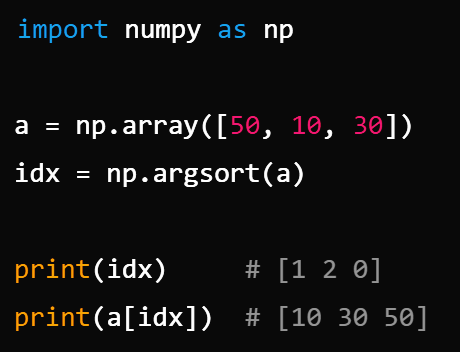 import numpy as np
a = np.array([50, 10, 30])
idx = np.argsort(a)
print(idx)     # [1 2 0]
print(a[idx])  # [10 30 50]